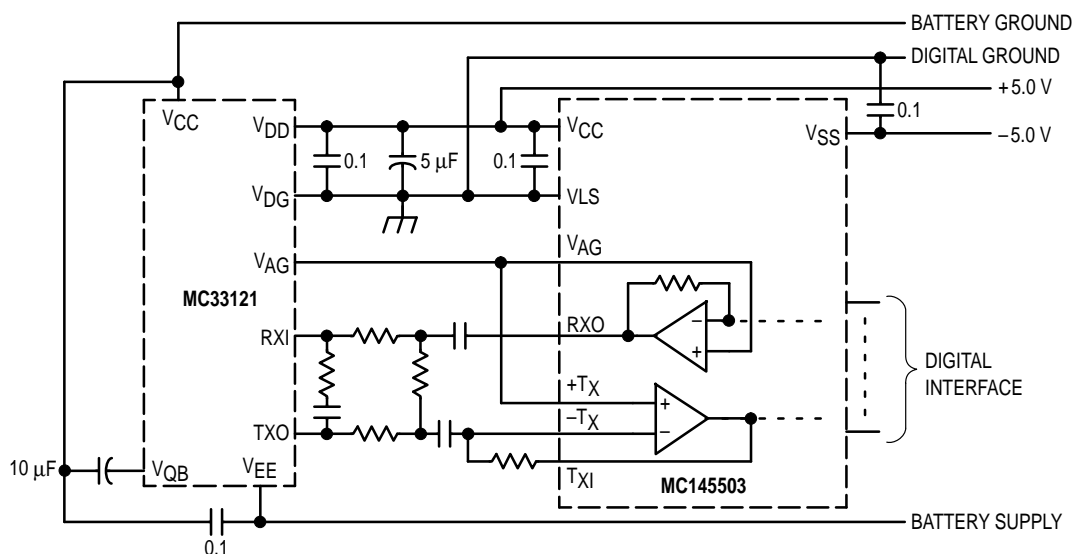 BATTERY GROUND
DIGITAL GROUND
+5.0 V
0.1
–5.0 V
VCC
VDD
VCC
VSS
0.1
5 µF
0.1
VDG
VLS
VAG
VAG
MC33121
RXI
RXO
–
+
DIGITAL
INTERFACE
+TX
+
–TX
–
TXO
10 µF
VQB
VEE
TXI
MC145503
BATTERY SUPPLY
0.1